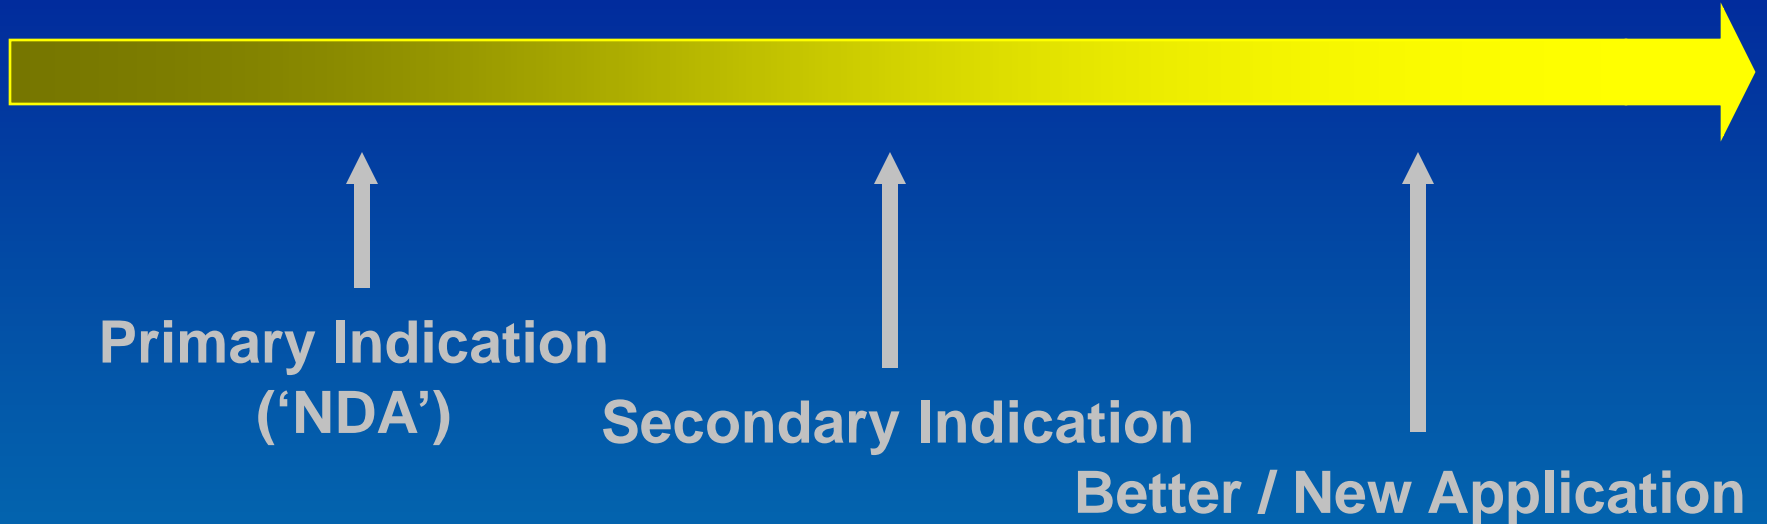 Primary Indication
(‘NDA’)
Secondary Indication
Better / New Application